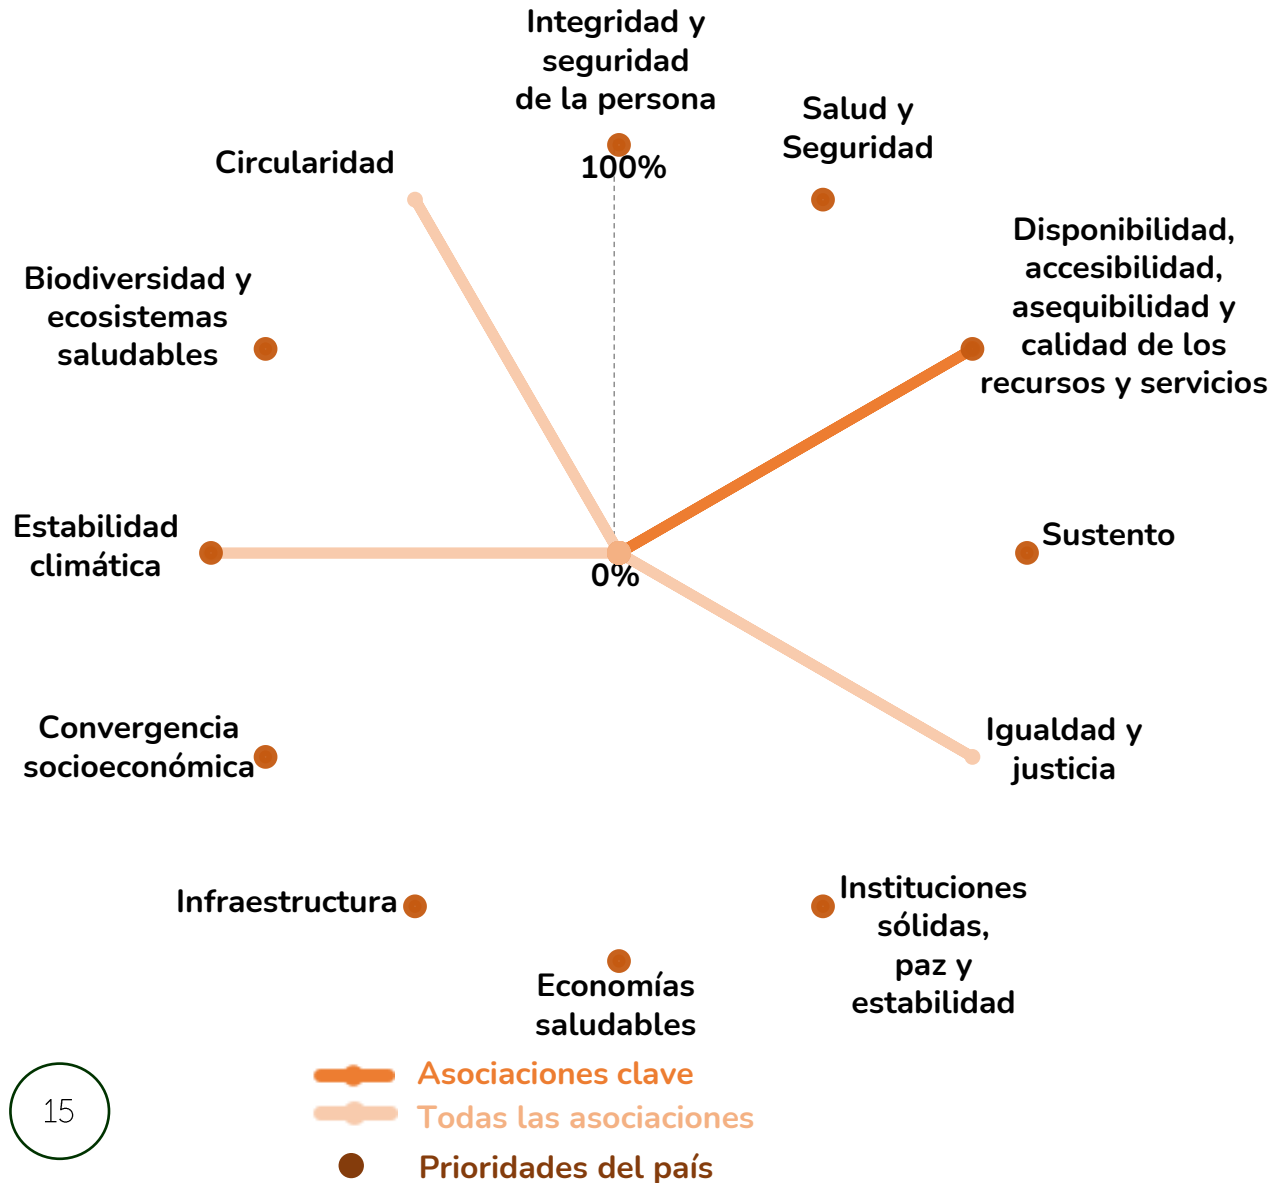 Integridad y
seguridad
de la persona
100%
Salud y
Seguridad
Circularidad
Disponibilidad,
accesibilidad,
asequibilidad y
calidad de los
recursos y servicios
Biodiversidad y
ecosistemas
saludables
Estabilidad
climática
0%
Sustento
Convergencia
socioeconómica
Igualdad y
justicia
Infraestructura
Instituciones
sólidas,
paz y
estabilidad
Economías
saludables
Asociaciones clave
Todas las asociaciones
Prioridades del país
15